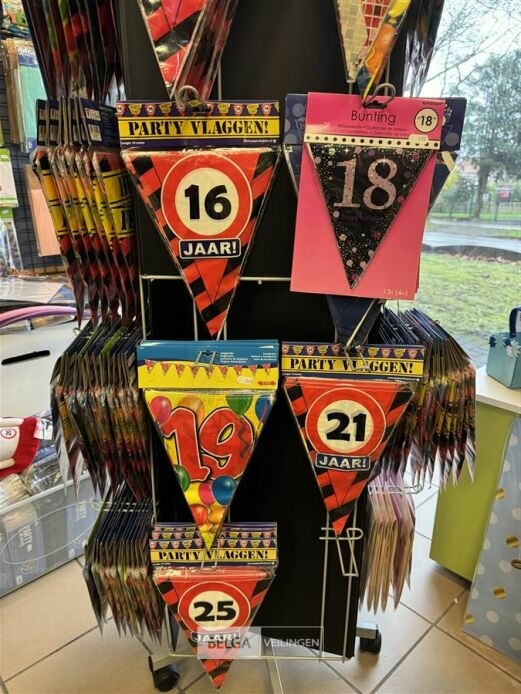 PARTY VLAGGEN!
16
JAAR!
Bunting
18
18
19
PARTY VLAGGEN!
21
JAAR!
PARTY VLAGGEN!
25
JAAR!
BELGA VEILINGEN